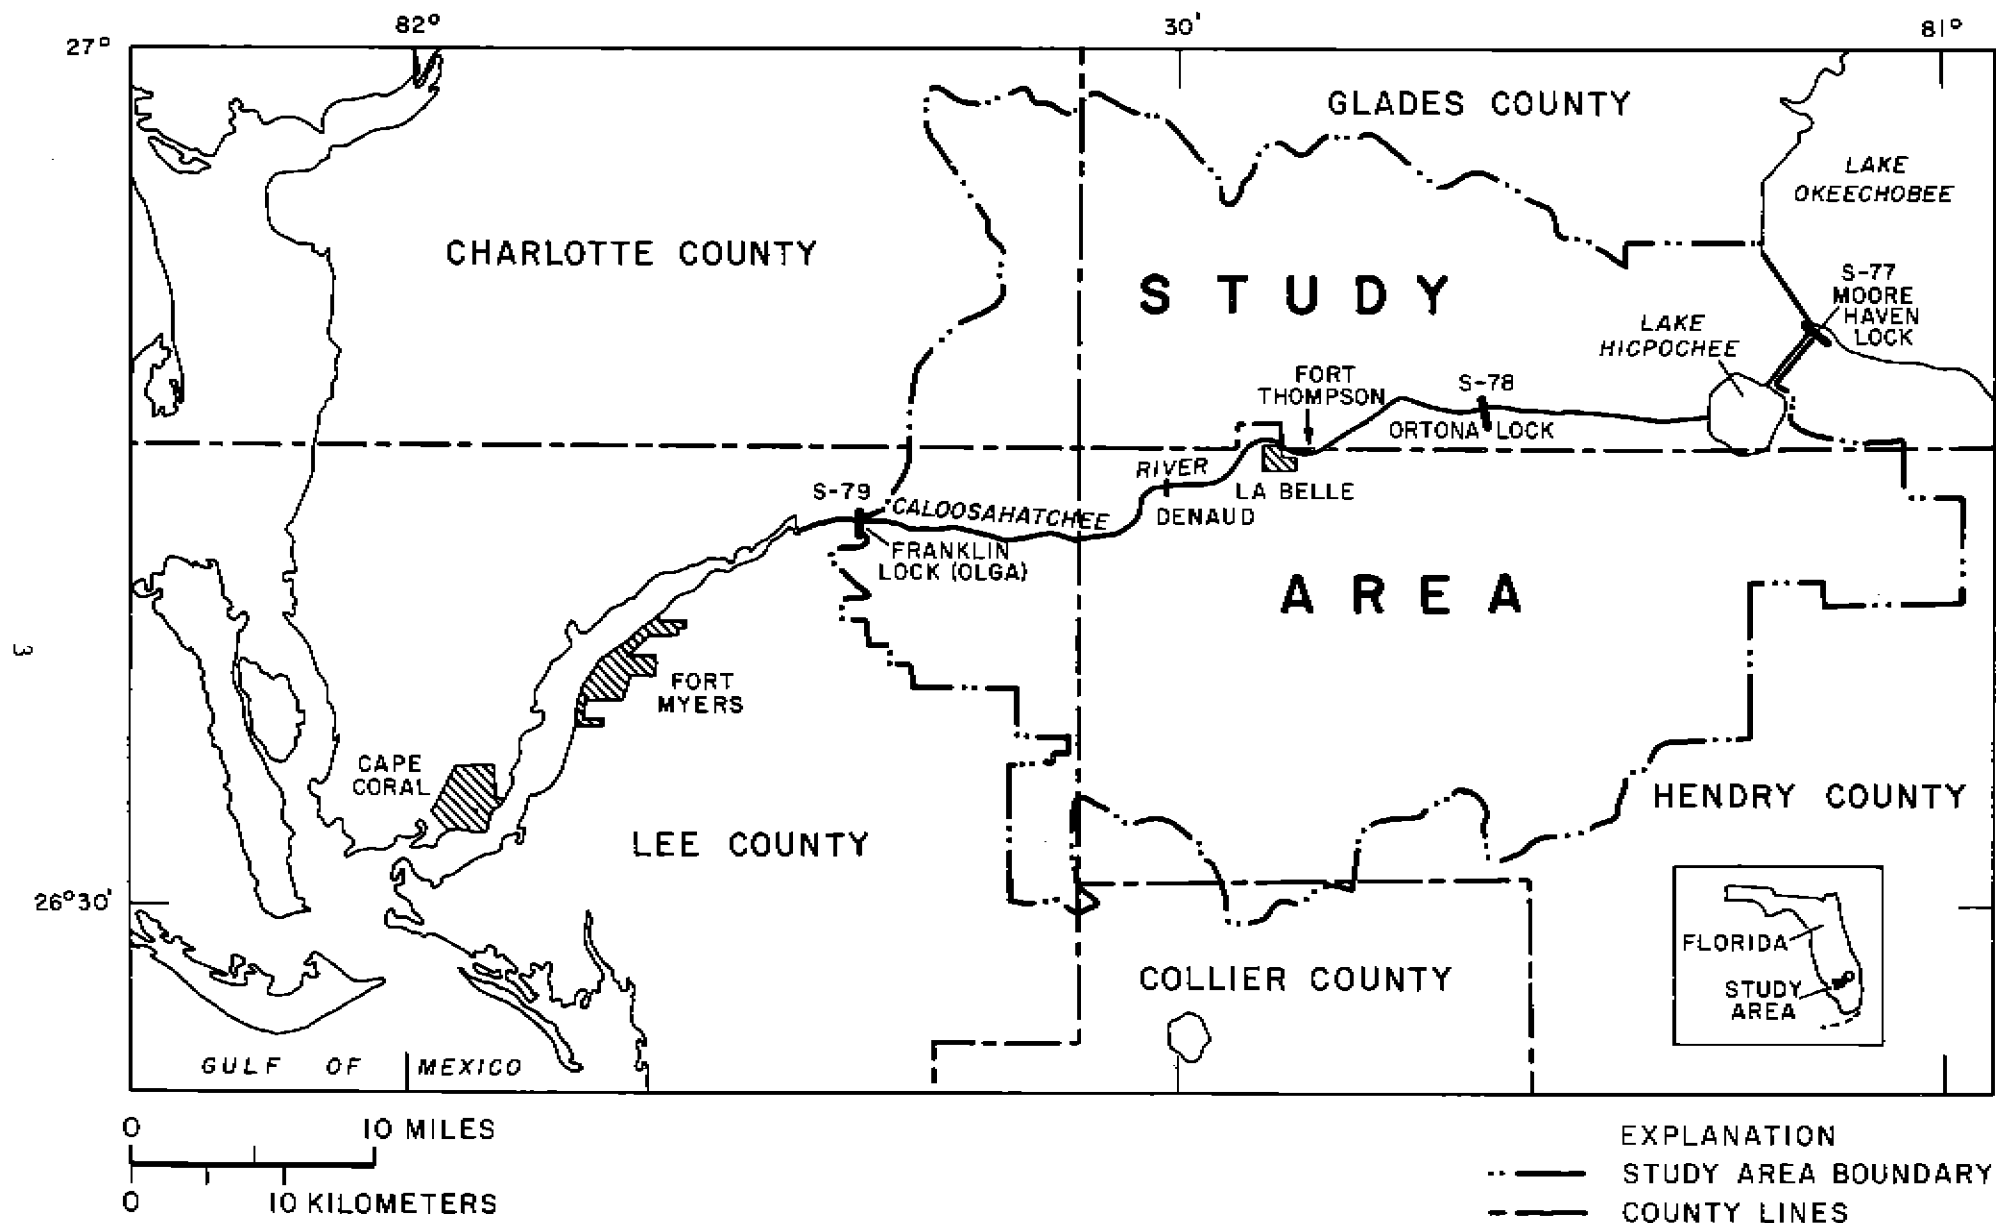 82°
30'
81°
27°
GLADES COUNTY
LAKE
OKEECHOBEE
CHARLOTTE COUNTY
STUDY
S-77
MOORE
HAVEN
LOCK
LAKE
HICPOCHEE
FORT
THOMPSON
S-78
ORTONA LOCK
RIVER
LA BELLE
S-79
CALOOSAHATCHEE
DENAUD
FRANKLIN
LOCK (OLGA)
AREA
3
FORT
MYERS
CAPE
CORAL
HENDRY COUNTY
LEE COUNTY
26°30'
FLORIDA
COLLIER COUNTY
STUDY
AREA
GULF OF MEXICO
0 10 MILES
0 10 KILOMETERS
EXPLANATION
STUDY AREA BOUNDARY
COUNTY LINES